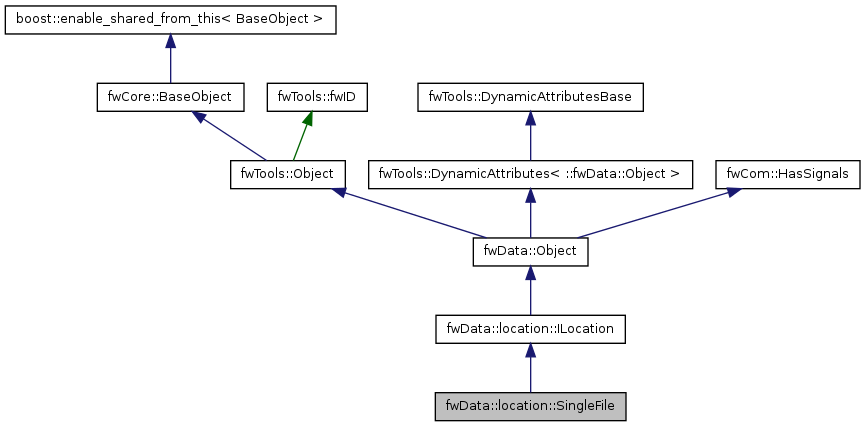 boost::enable_shared_from_this< BaseObject >
fwCore::BaseObject
fwTools::fwID
fwTools::DynamicAttributesBase
fwTools::Object
fwTools::DynamicAttributes< ::fwData::Object >
fwCom::HasSignals
fwData::Object
fwData::location::ILocation
fwData::location::SingleFile